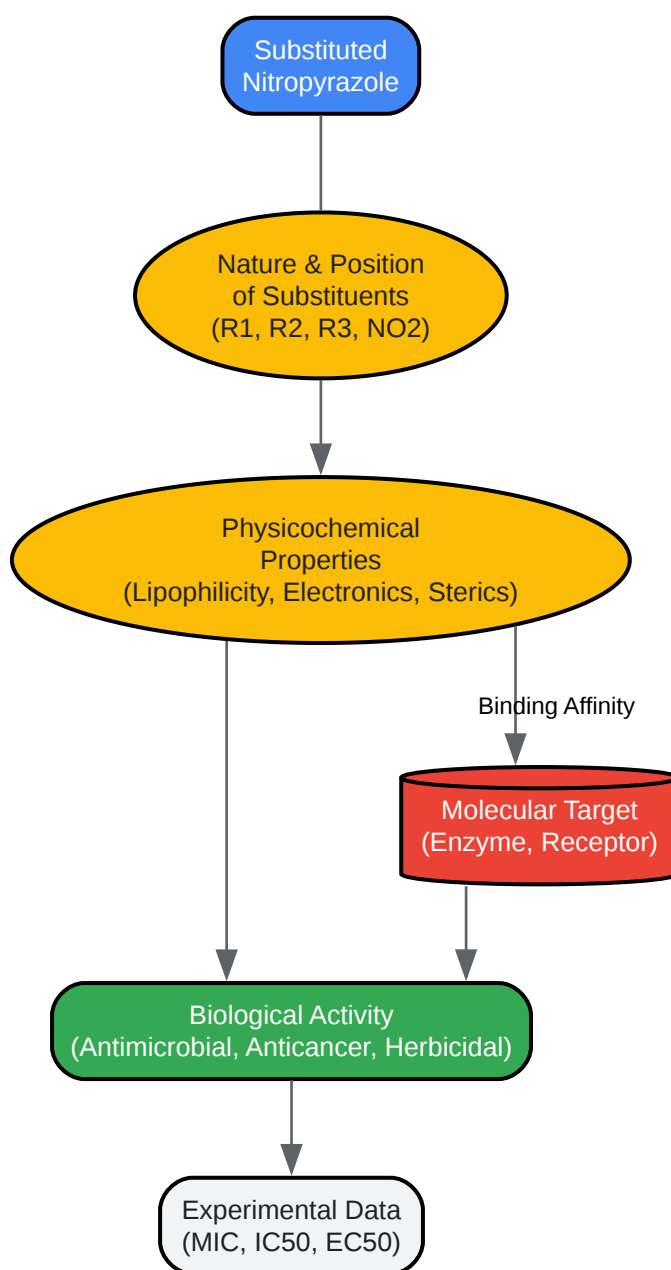 Substituted
Nitropyrazole
Nature & Position
of Substituents
(R1, R2, R3, NO2)
Physicochemical
Properties
(Lipophilicity, Electronics, Sterics)
Binding Affinity
Molecular Target
(Enzyme, Receptor)
Biological Activity
(Antimicrobial, Anticancer, Herbicidal)
Experimental Data
(MIC, IC50, EC50)